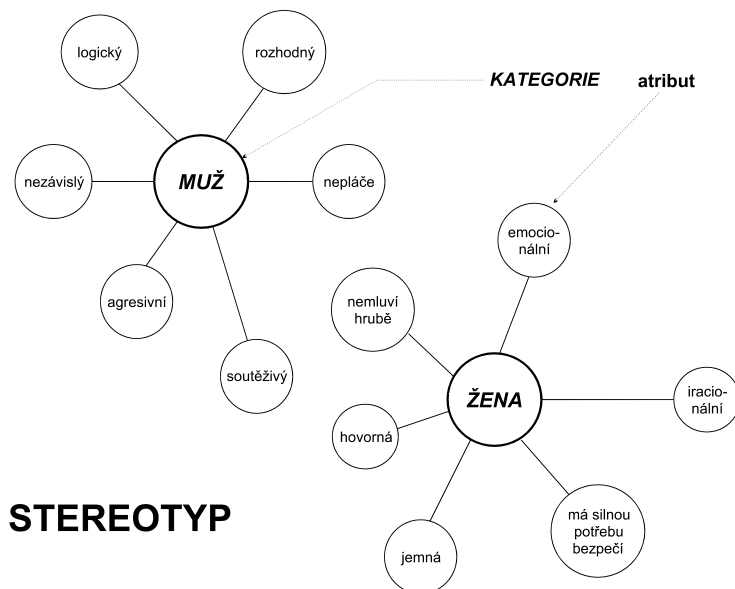 logický
rozhodný
KATEGORIE
atribut
nezávislý
MUŽ
nepláče
emocio-
nální
agresivní
nemluví
hrubě
soutěživý
ŽENA
iracio-
nální
hovorná
STEREOTYP
má silnou
potřebu
bezpečí
jemná